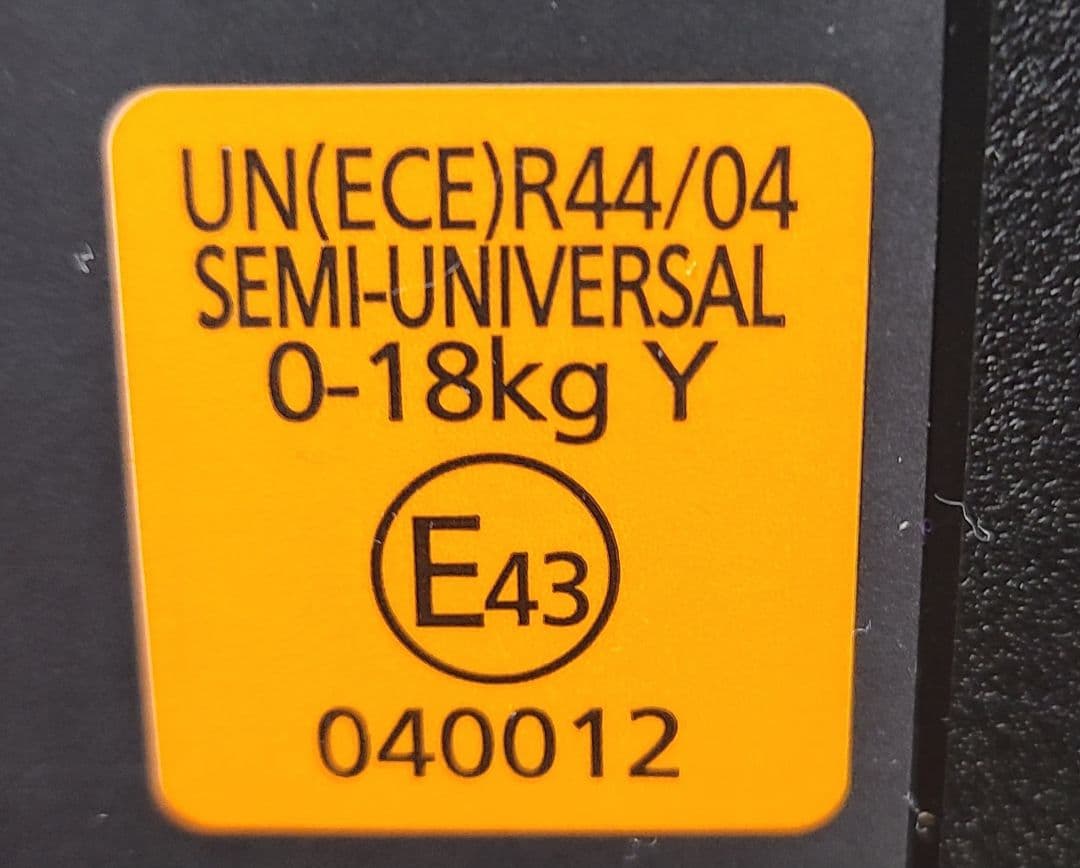 UN(ECE)R44/04
SEMI-UNIVERSAL
0-18kg Y
E43
040012